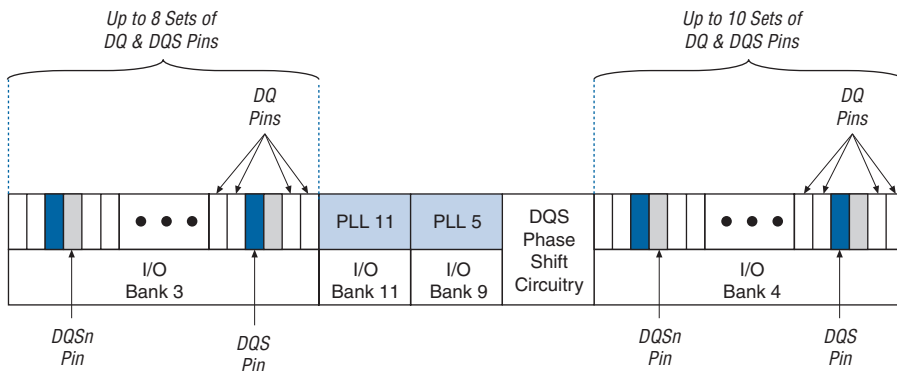 Up to 8 Sets of
DQ & DQS Pins
Up to 10 Sets of
DQ & DQS Pins
DQ
Pins
DQ
Pins
PLL 11
PLL 5
DQS
Phase
Shift
Circuitry
I/O
Bank 3
I/O
Bank 11
I/O
Bank 9
I/O
Bank 4
DQSn
Pin
DQS
Pin
DQSn
Pin
DQS
Pin